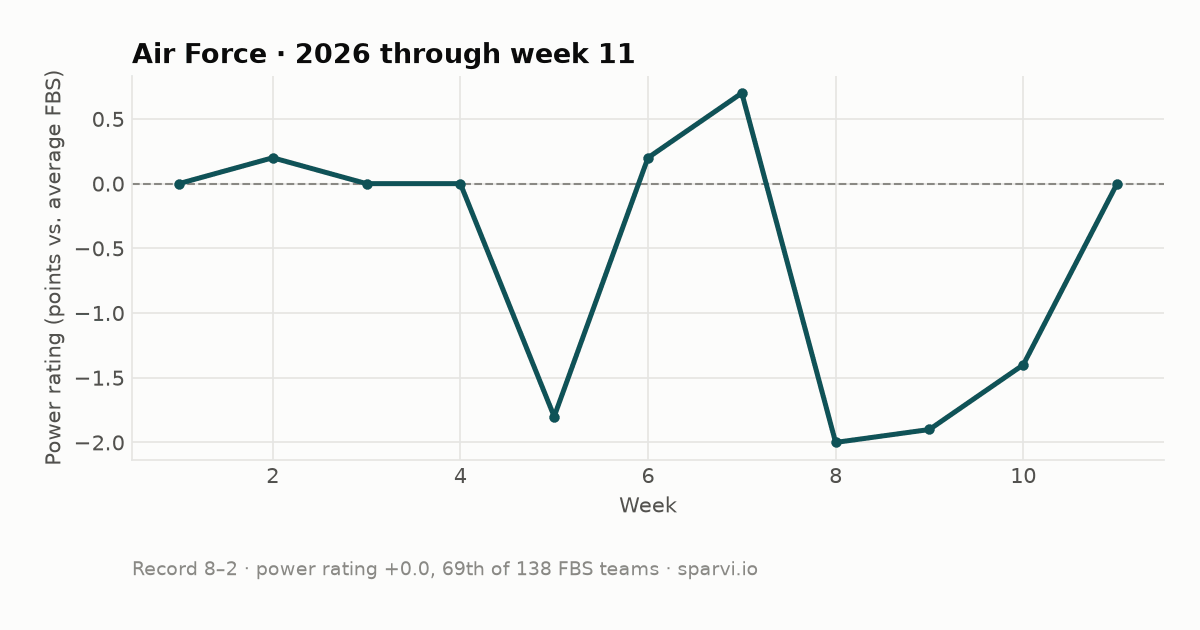 Air Force · 2026 through week 11
Power rating (points vs. average FBS)
0.5
0.0
−0.5
−1.0
−1.5
−2.0
2 4 6 8 10
Week
Record 8–2 · power rating +0.0, 69th of 138 FBS teams · sparvi.io